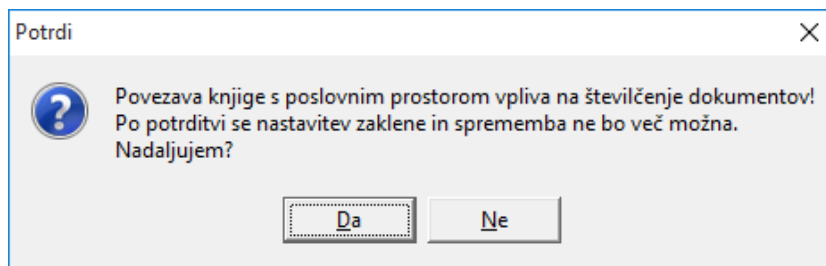 Potrdi
Povezava knjige s poslovnim prostorom vpliva na številčenje dokumentov!
Po potrditvi se nastavitev zaklene in sprememba ne bo več možna.
Nadaljujem?
Da
Ne